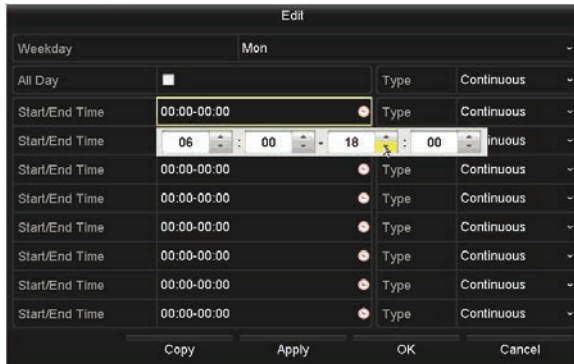 Edit
Weekday Mon
All Day Type Continuous
Start/End Time 00:00-00:00 Type Continuous
Start/End Time 06 : 00 - 18 : 00 inuous
Start/End Time 00:00-00:00 Type Continuous
Start/End Time 00:00-00:00 Type Continuous
Start/End Time 00:00-00:00 Type Continuous
Start/End Time 00:00-00:00 Type Continuous
Start/End Time 00:00-00:00 Type Continuous
Start/End Time 00:00-00:00 Type Continuous
Copy Apply OK Cancel